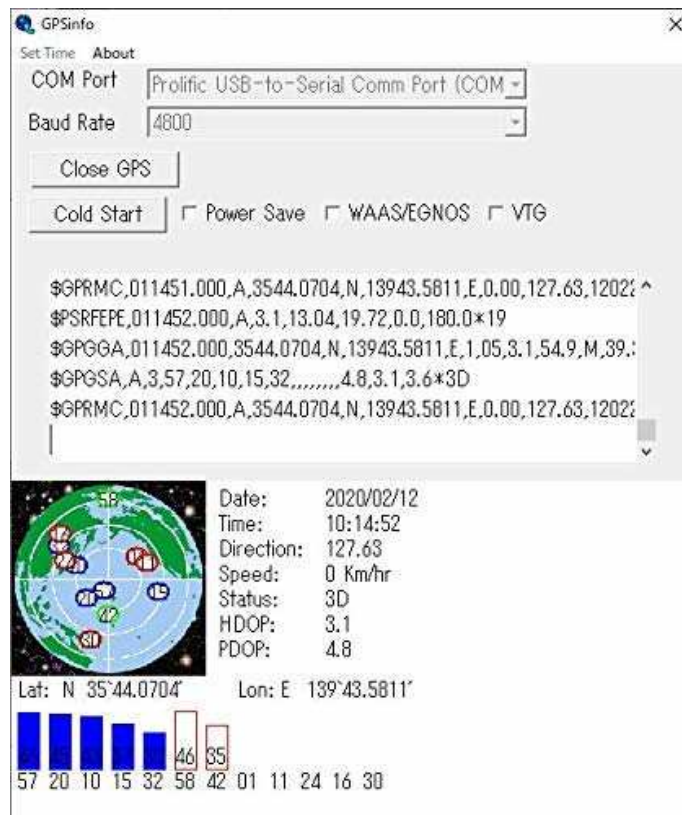 GPSinfo
Set Time About
COM Port Prolific USB-to-Serial Comm Port (COM
Baud Rate 4800
Close GPS
Cold Start Power Save WAAS/EGNOS VTG
$GPRMC,011451.000,A,3544.0704,N,13943.5811,E,0.00,127.63,12022
$PSRFEPE,011452.000,A,3.1,13.04,19.72,0.0,180.0*19
$GPGGA,011452.000,3544.0704,N,13943.5811,E,1,05,3.1,54.9,M,39.
$GPGSA,A,3,57,20,10,15,32,,,,,,,,4.8,3.1,3.6*3D
$GPRMC,011452.000,A,3544.0704,N,13943.5811,E,0.00,127.63,12022
58
42
30
Date: 2020/02/12
Time: 10:14:52
Direction: 127.63
Speed: 0 Km/hr
Status: 3D
HDOP: 3.1
PDOP: 4.8
Lat: N 35`44.0704' Lon: E 139`43.5811'
46 35
57 20 10 15 32 58 42 01 11 24 16 30